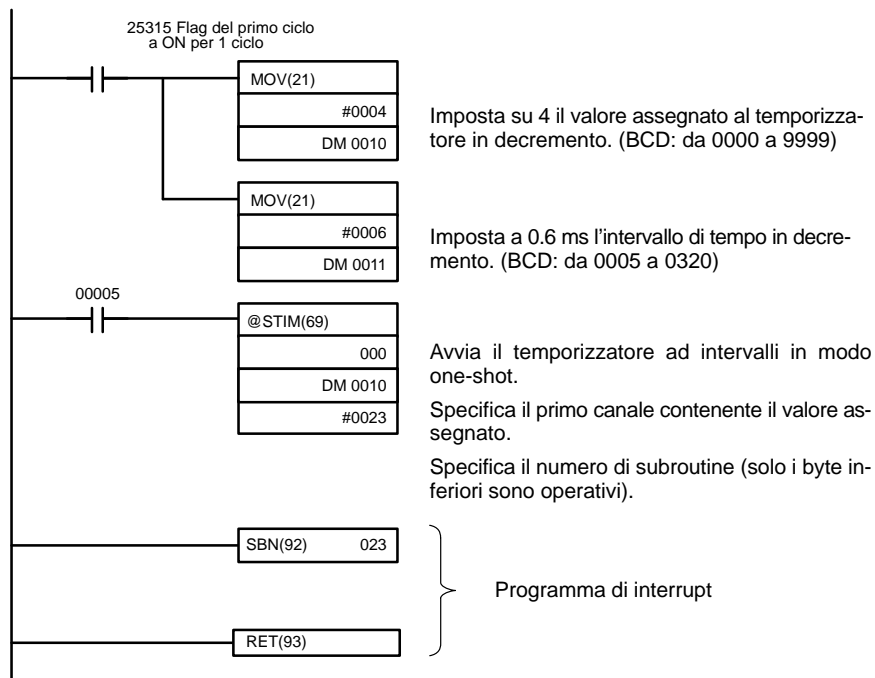 25315 Flag del primo ciclo
a ON per 1 ciclo
MOV(21)
#0004
DM 0010
Imposta su 4 il valore assegnato al temporizza-
tore in decremento. (BCD: da 0000 a 9999)
MOV(21)
#0006
DM 0011
Imposta a 0.6 ms l'intervallo di tempo in decre-
mento. (BCD: da 0005 a 0320)
00005
@STIM(69)
000
DM 0010
#0023
Avvia il temporizzatore ad intervalli in modo
one-shot.
Specifica il primo canale contenente il valore as-
segnato.
Specifica il numero di subroutine (solo i byte in-
feriori sono operativi).
SBN(92) 023
Programma di interrupt
RET(93)